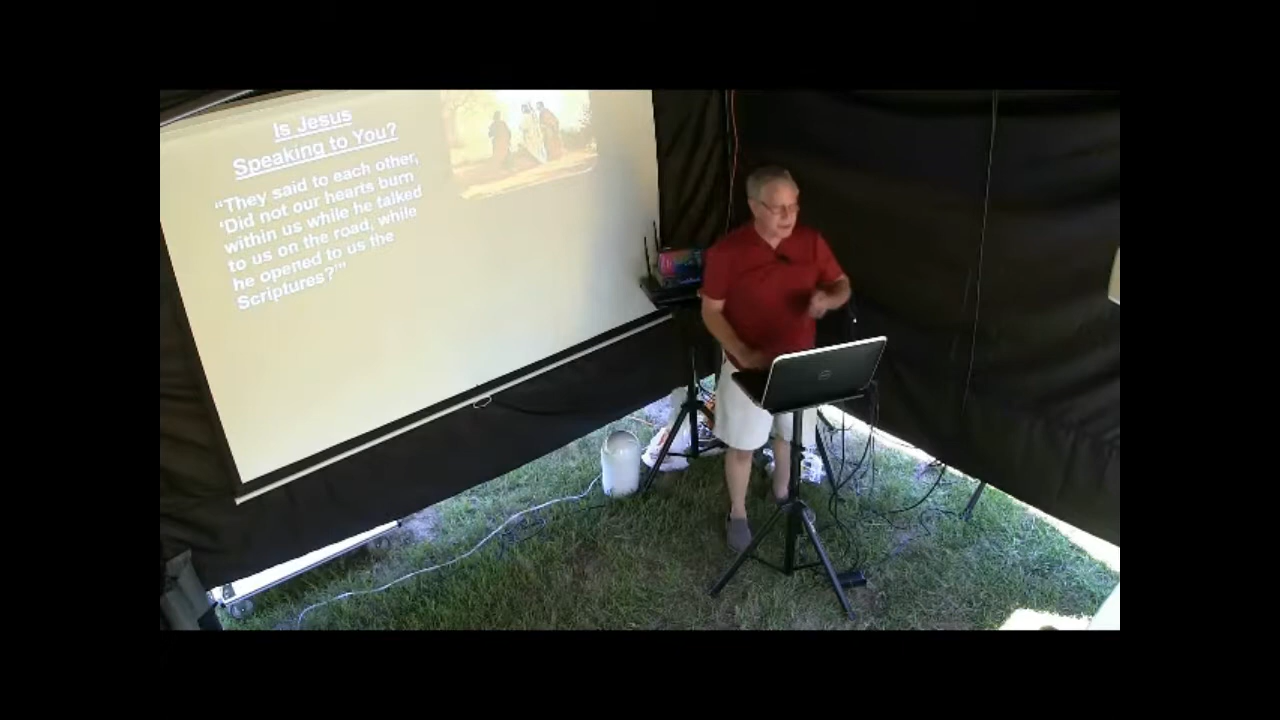 Is Jesus
Speaking to You?
“They said to each other,
‘Did not our hearts burn
within us while he talked
to us on the road, while
he opened to us the
Scriptures?’”